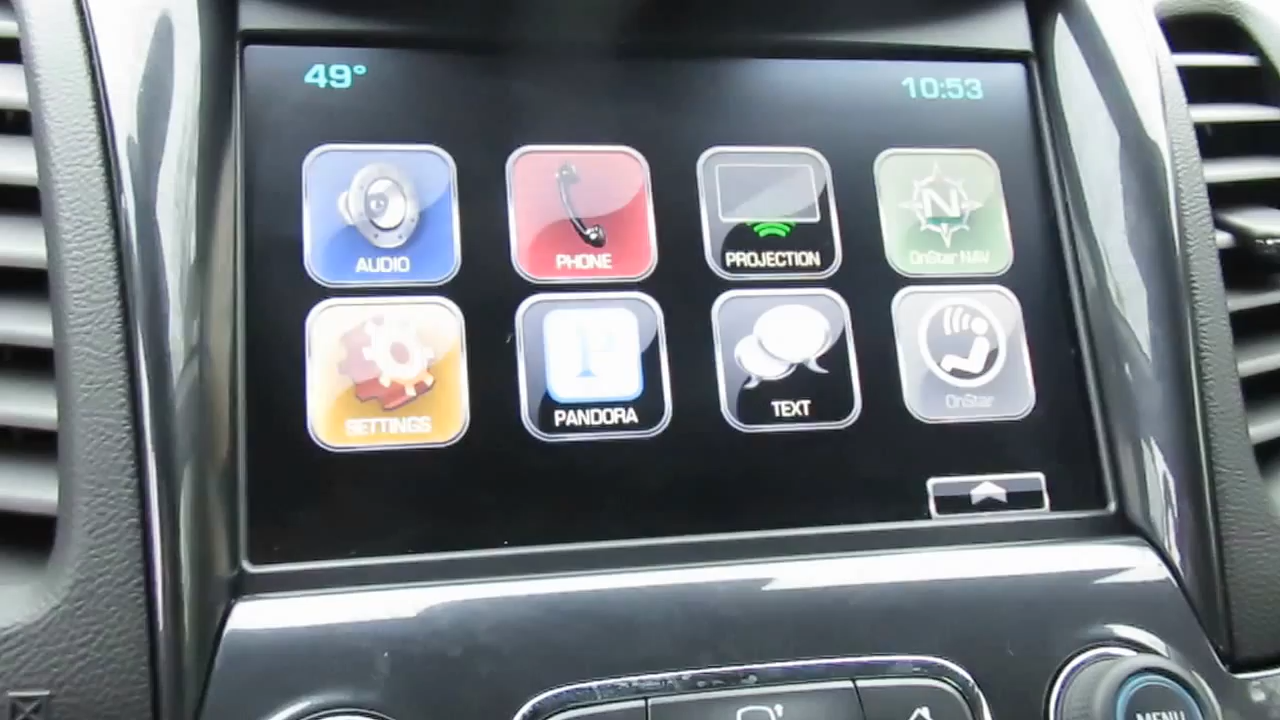 49°
10:53
AUDIO
PHONE
PROJECTION
N
OnStar NAV
SETTINGS
P
PANDORA
TEXT
OnStar
MENU